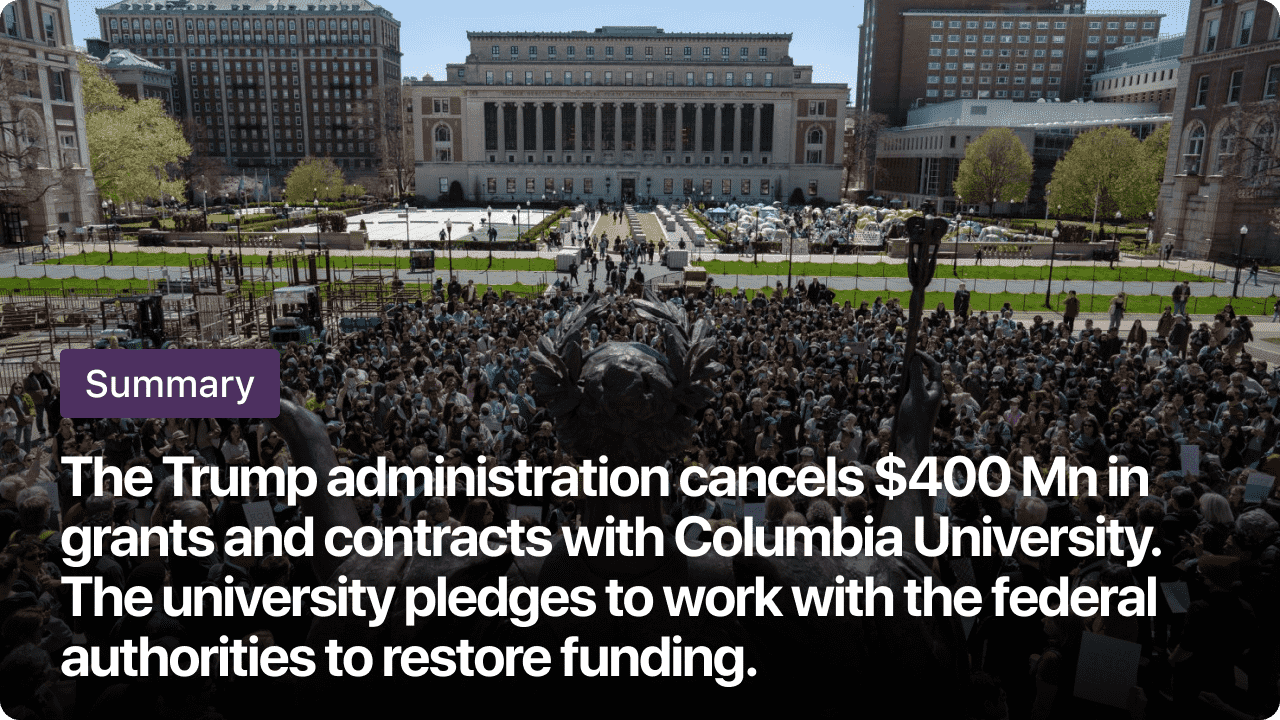 Summary
The Trump administration cancels $400 Mn in
grants and contracts with Columbia University.
The university pledges to work with the federal
authorities to restore funding.